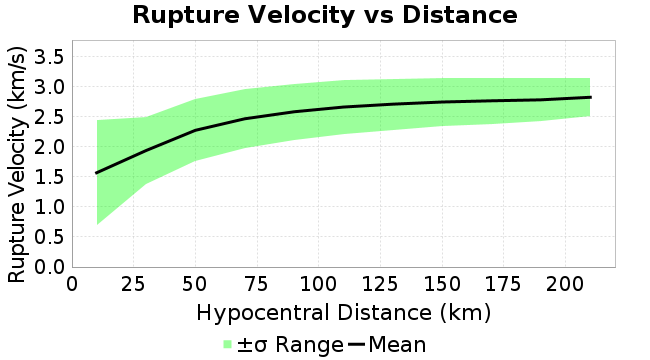 Rupture Velocity vs Distance
Rupture Velocity (km/s)
3.5
3.0
2.5
2.0
1.5
1.0
0.5
0.0
0 25 50 75 100 125 150 175 200
Hypocentral Distance (km)
±σ Range Mean